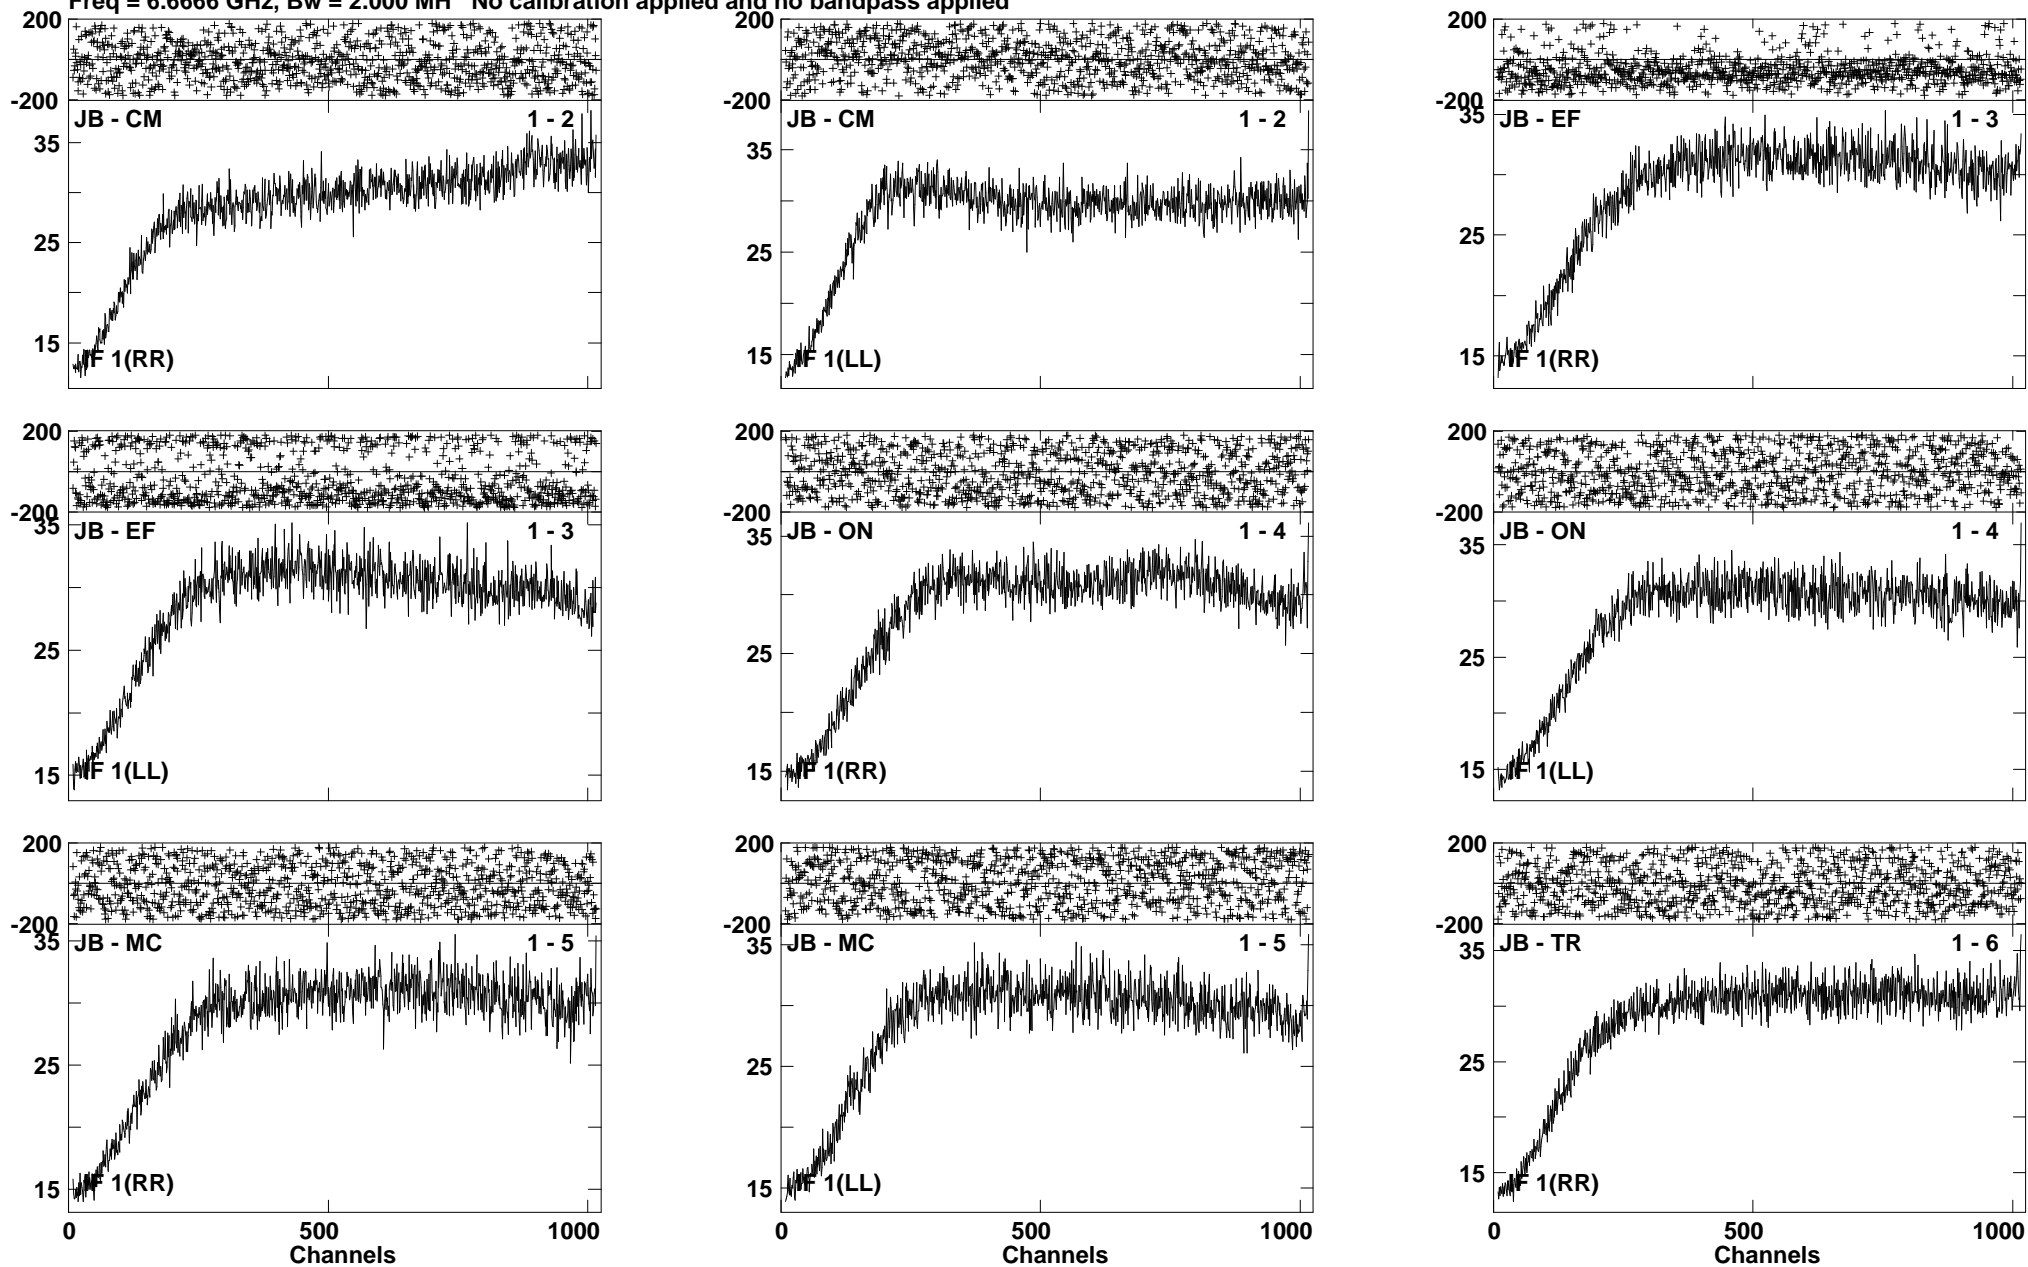 Freq = 6.6666 GHz, Bw = 2.000 MH No calibration applied and no bandpass applied
200
-200
JB - CM 1 - 2
35
25
15
IF 1(RR)
200
-200
JB - CM 1 - 2
35
25
15
IF 1(LL)
200
-200
35
JB - EF 1 - 3
25
15
IF 1(RR)
200
-200
35
JB - EF 1 - 3
25
15
IF 1(LL)
200
-200
35
JB - ON 1 - 4
25
15
IF 1(RR)
200
-200
35
JB - ON 1 - 4
25
15
IF 1(LL)
200
-200
35
JB - MC 1 - 5
25
15
IF 1(RR)
0 500 1000
Channels
200
-200
35
JB - MC 1 - 5
25
15
IF 1(LL)
0 500 1000
Channels
200
-200
35
JB - TR 1 - 6
25
15
IF 1(RR)
0 500 1000
Channels